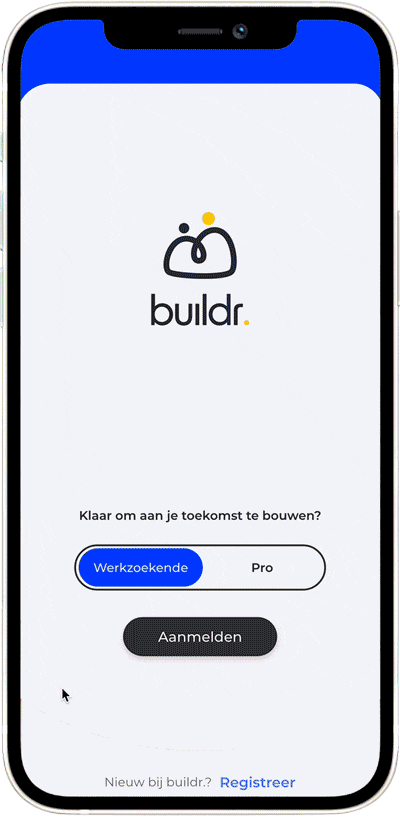 buildr.
Klaar om aan je toekomst te bouwen?
Werkzoekende Pro
Aanmelden
Nieuw bij buildr.? Registreer